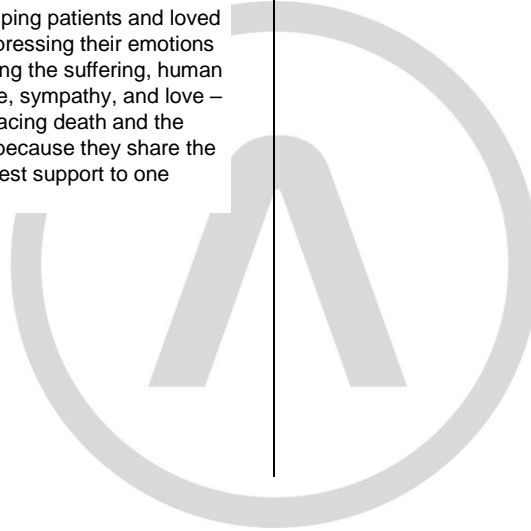 ping patients and loved
pressing their emotions
ng the suffering, human
e, sympathy, and love –
acing death and the
because they share the
est support to one